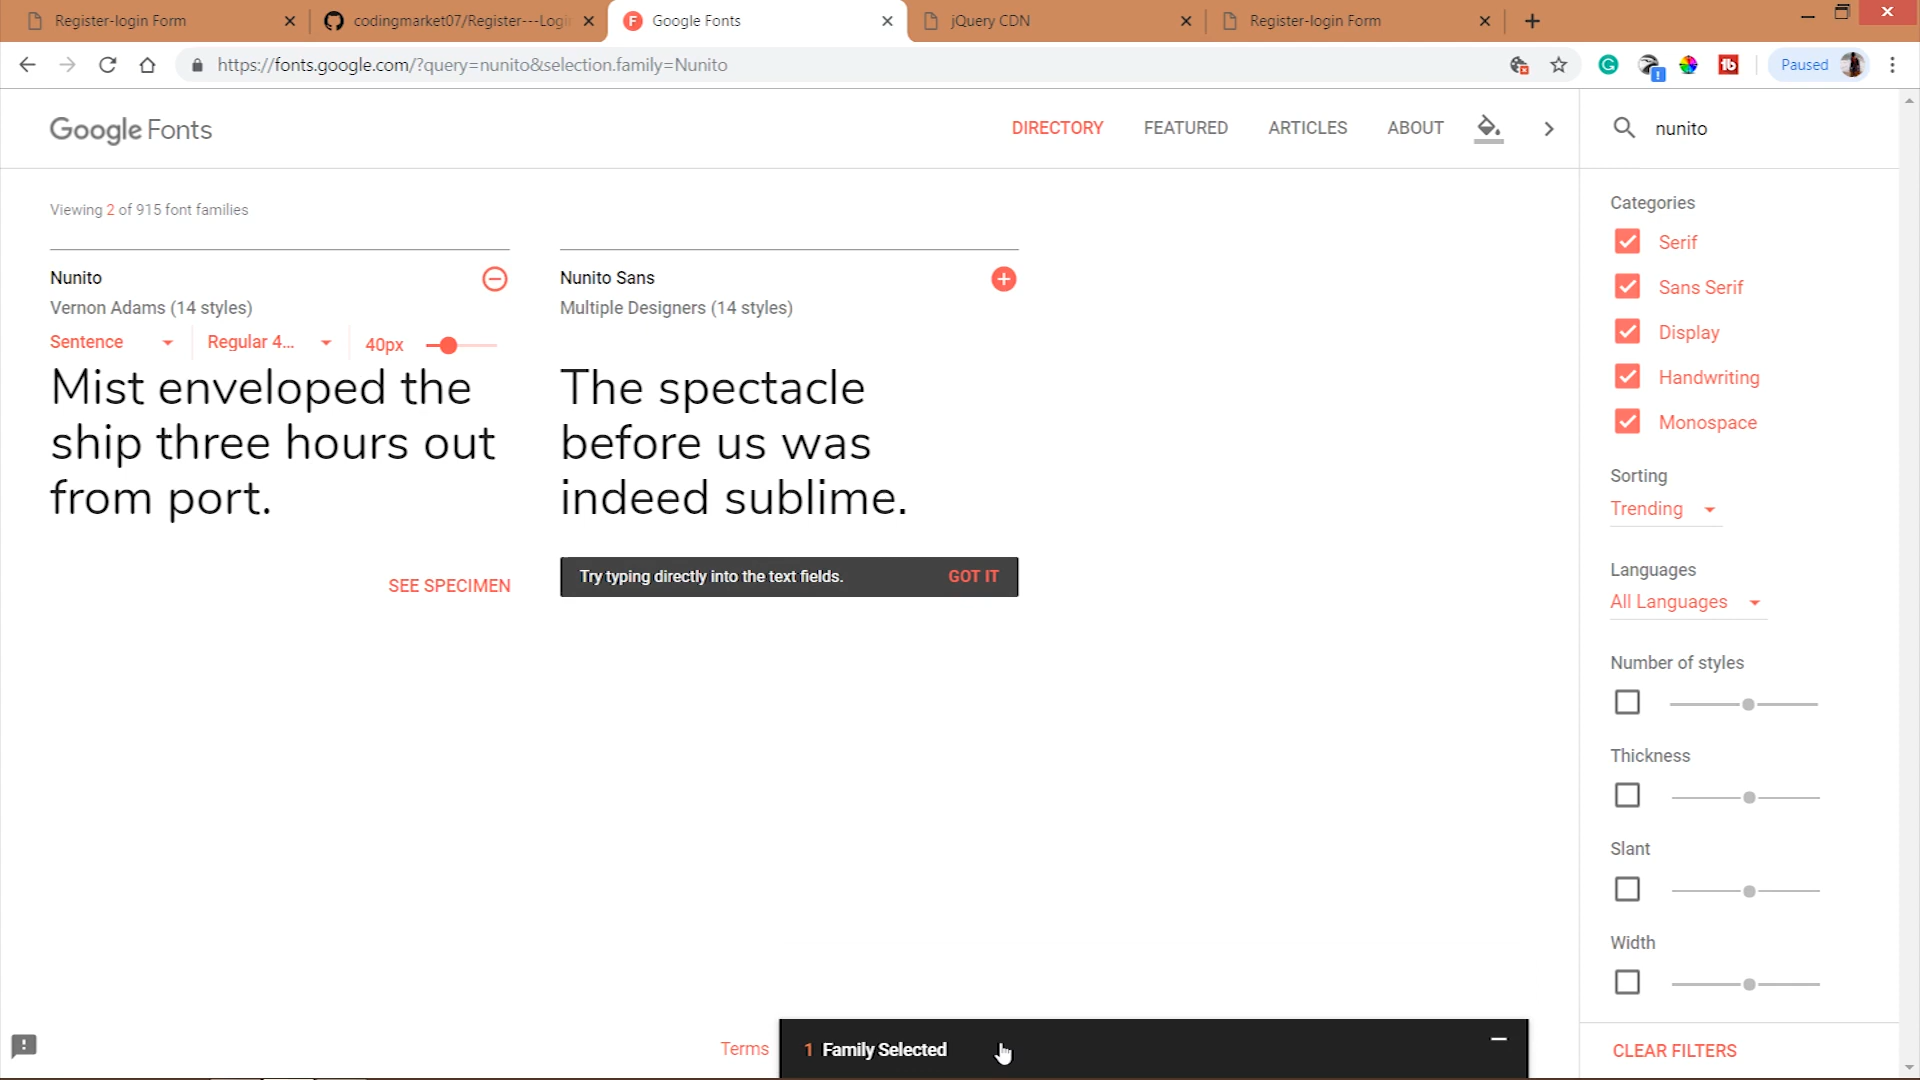 Register-login Form
codingmarket07/Register---Logi
Google Fonts
jQuery CDN
Register-login Form
https://fonts.google.com/?query=nunito&selection.family=Nunito
Paused
Google Fonts
DIRECTORY
FEATURED
ARTICLES
ABOUT
nunito
Viewing 2 of 915 font families
Nunito
Vernon Adams (14 styles)
Sentence
Regular 4...
40px
Mist enveloped the
ship three hours out
from port.
SEE SPECIMEN
Nunito Sans
Multiple Designers (14 styles)
The spectacle
before us was
indeed sublime.
Try typing directly into the text fields.
GOT IT
Categories
Serif
Sans Serif
Display
Handwriting
Monospace
Sorting
Trending
Languages
All Languages
Number of styles
Thickness
Slant
Width
CLEAR FILTERS
Terms
1 Family Selected